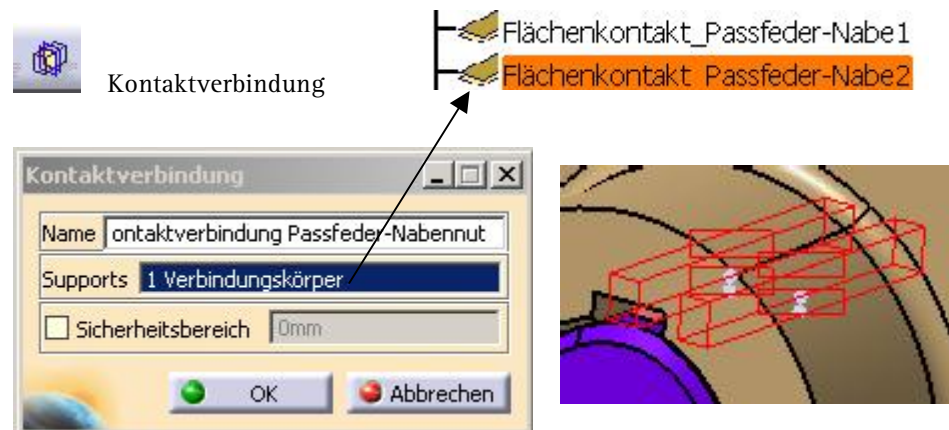 Flächenkontakt_Passfeder-Nabe1
Flächenkontakt_Passfeder-Nabe2
Kontaktverbindung
Kontaktverbindung
Name ontaktverbindung Passfeder-Nabennut
Supports 1 Verbindungskörper
Sicherheitsbereich 0mm
OK Abbrechen